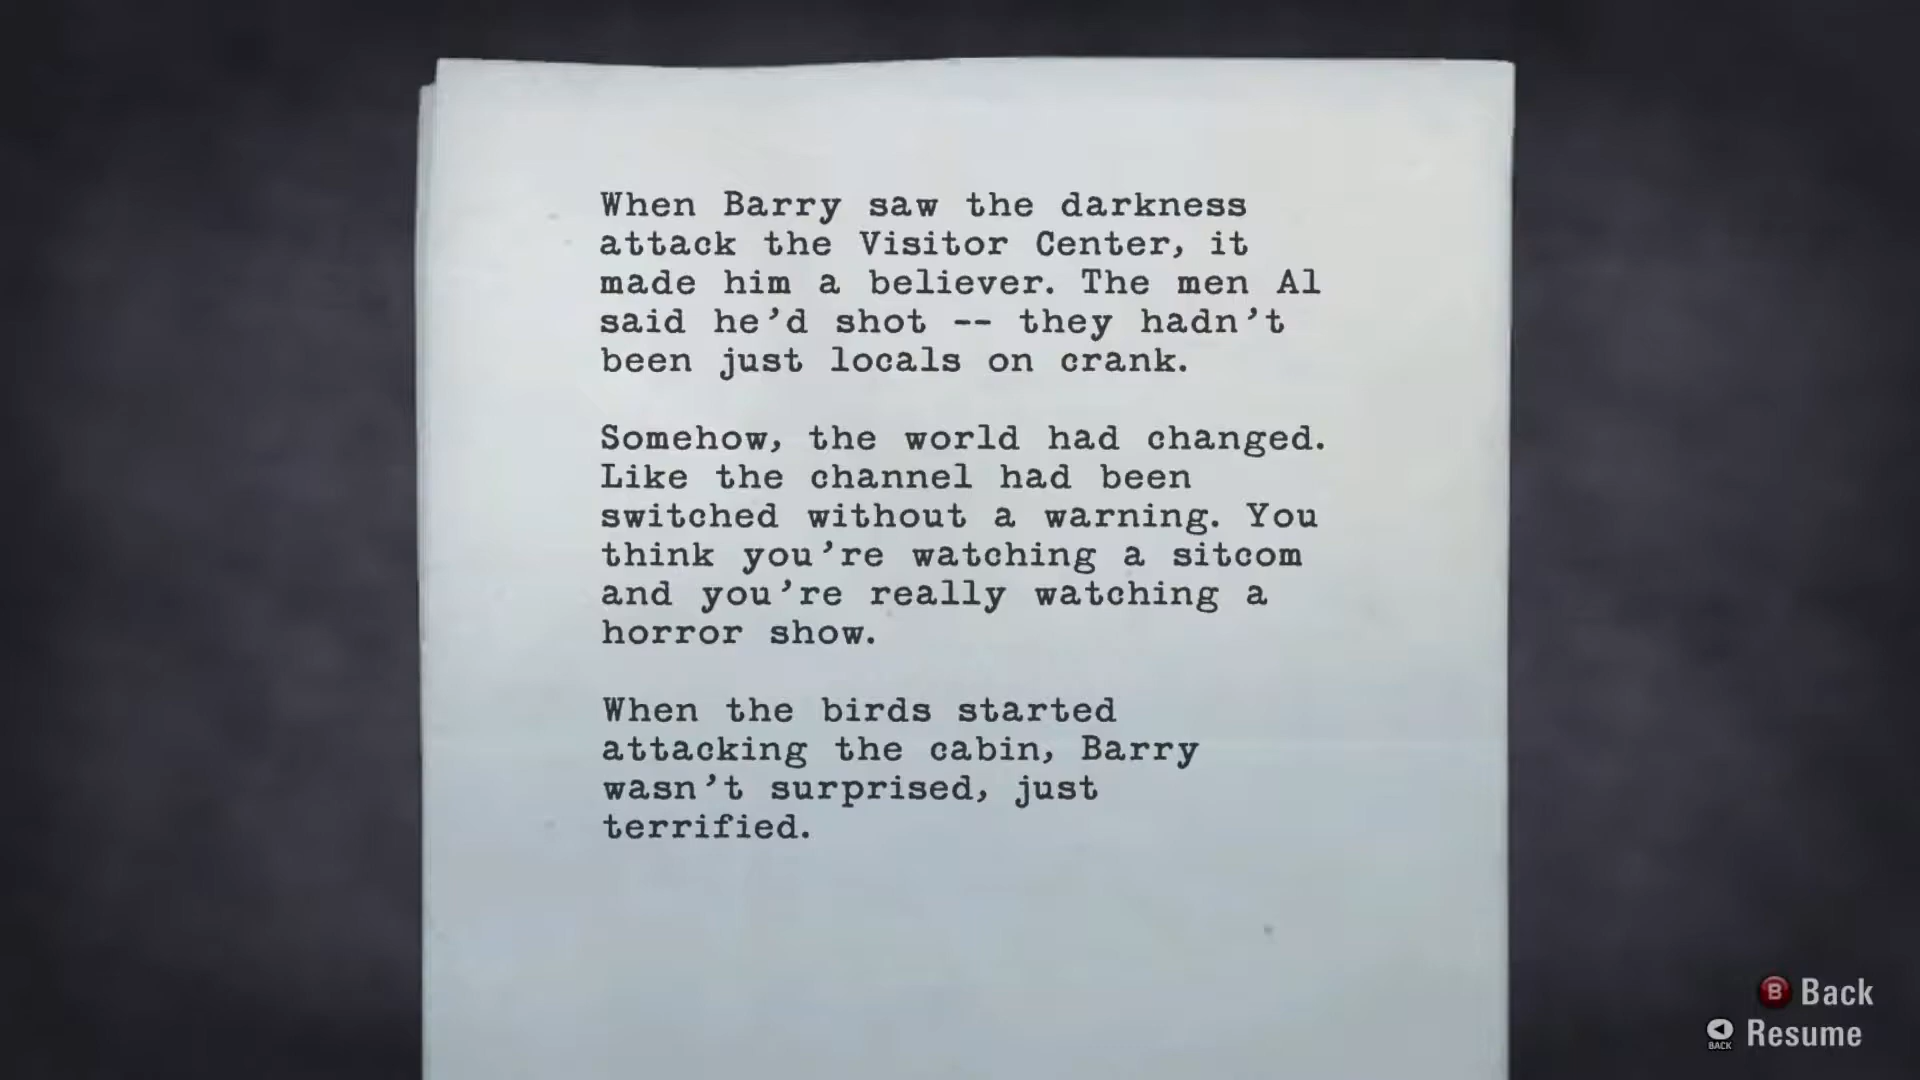 When Barry saw the darkness
attack the Visitor Center, it
made him a believer. The men Al
said he’d shot -- they hadn’t
been just locals on crank.
Somehow, the world had changed.
Like the channel had been
switched without a warning. You
think you’re watching a sitcom
and you’re really watching a
horror show.
When the birds started
attacking the cabin, Barry
wasn’t surprised, just
terrified.
B Back
BACK Resume